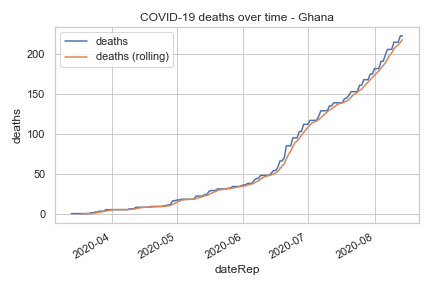 COVID-19 deaths over time - Ghana
deaths
deaths (rolling)
200
150
100
50
0
deaths
2020-04
2020-05
2020-06
2020-07
2020-08
dateRep